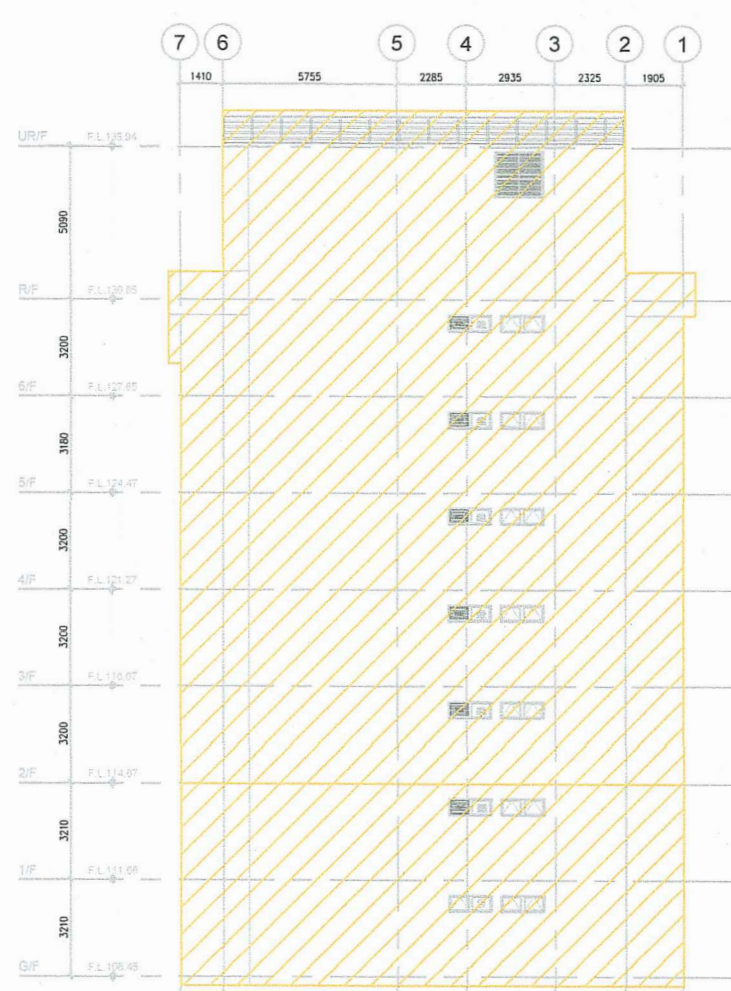 7 6 5 4 3 2 1
1410 5755 2285 2935 2325 1905
UR/F F.L.135.94
5090
R/F F.L.130.85
3200
6/F F.L.127.65
3180
5/F F.L.124.47
3200
4/F F.L.121.27
3200
3/F F.L.118.07
3200
2/F F.L.114.87
3210
1/F F.L.111.66
3210
G/F F.L.108.45